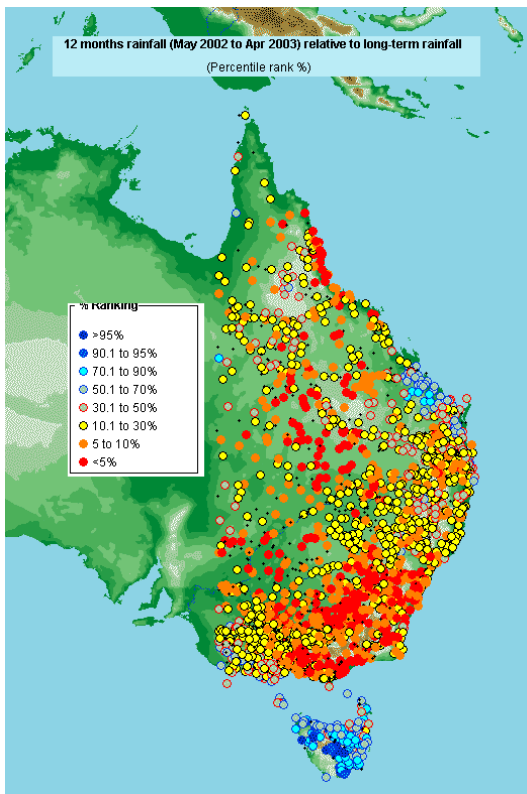 12 months rainfall (May 2002 to Apr 2003) relative to long-term rainfall
(Percentile rank %)
% Ranking
>95%
90.1 to 95%
70.1 to 90%
50.1 to 70%
30.1 to 50%
10.1 to 30%
5 to 10%
<5%